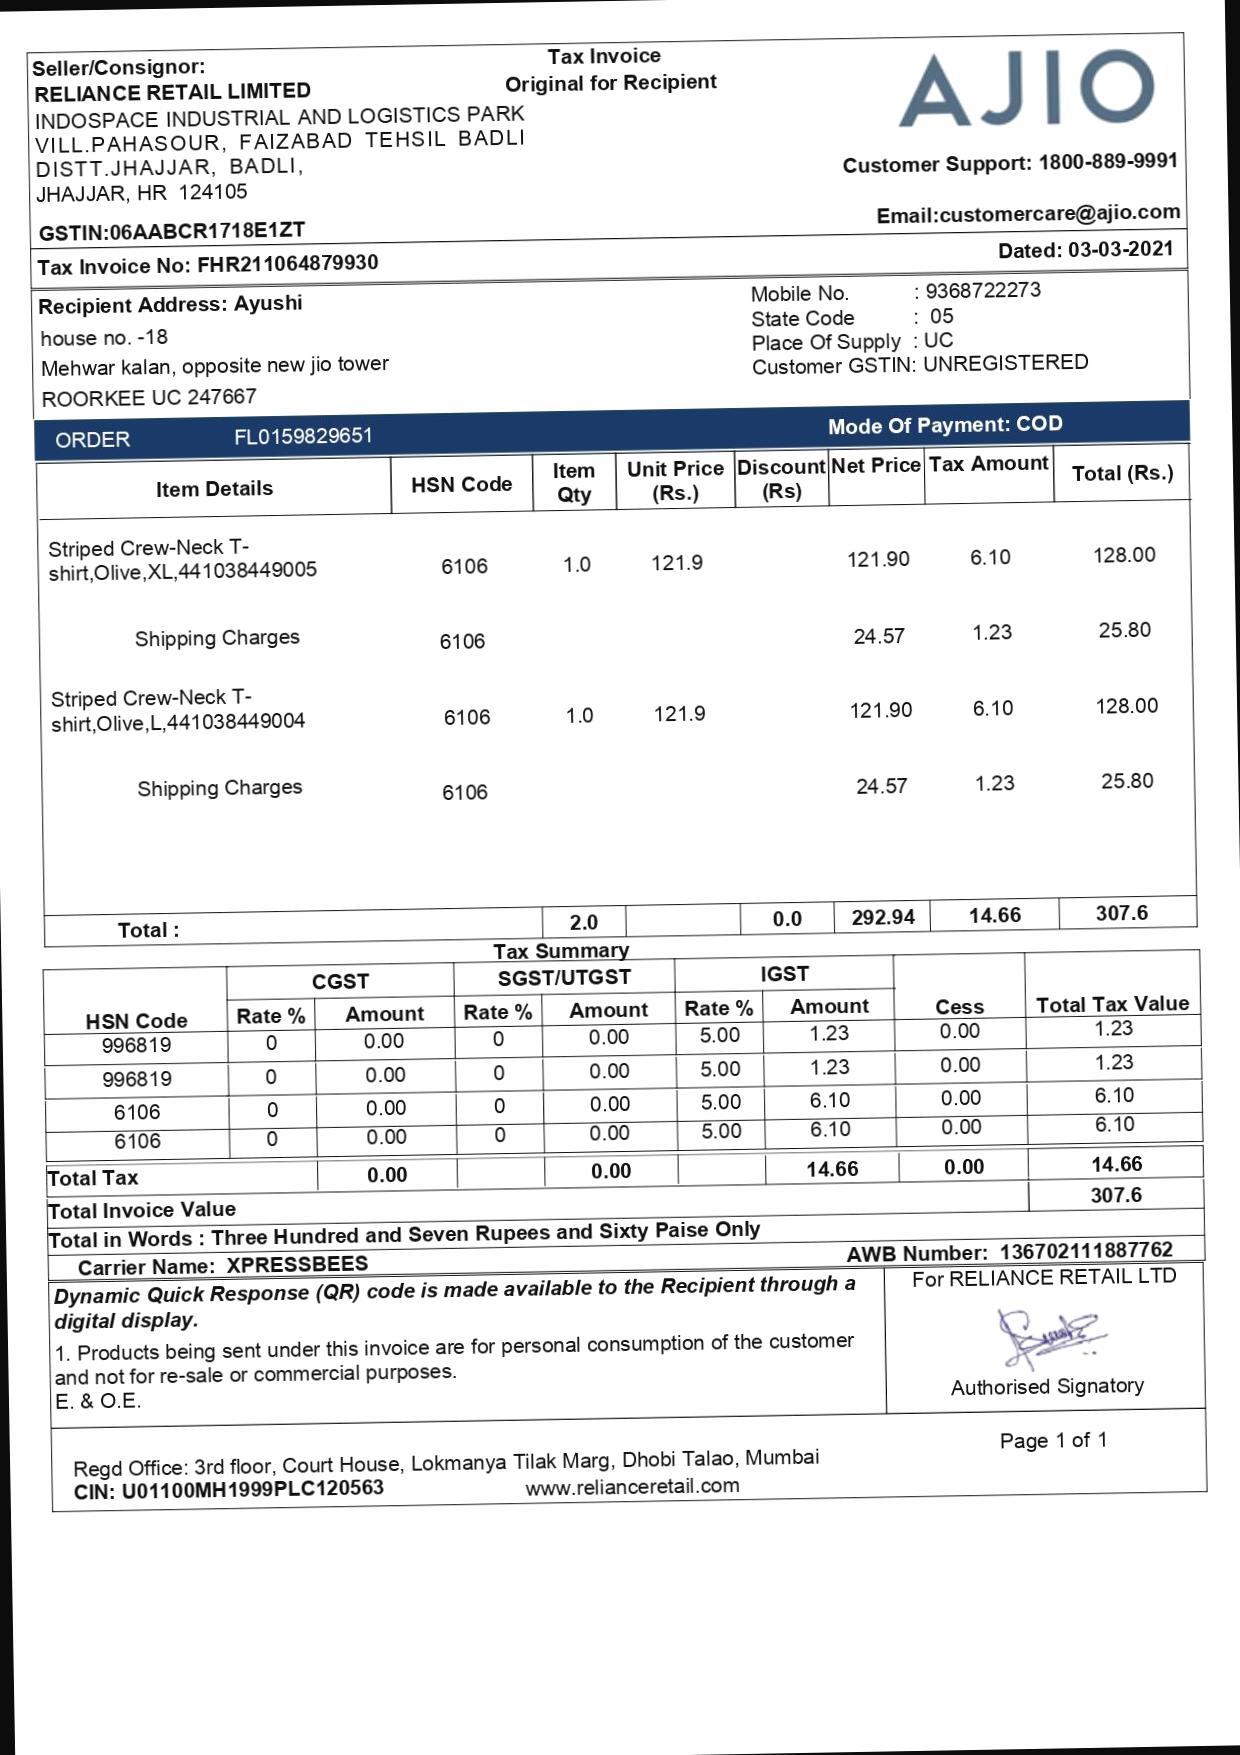 Seller/Consignor:
RELIANCE RETAIL LIMITED
INDOSPACE INDUSTRIAL AND LOGISTICS PARK
VILL.PAHASOUR, FAIZABAD TEHSIL BADLI
DISTT.JHAJJAR, BADLI,
JHAJJAR, HR 124105
GSTIN:06AABCR1718E1ZT
Tax Invoice
Original for Recipient
AJIO
Customer Support: 1800-889-9991
Email:customercare@ajio.com
Tax Invoice No: FHR211064879930 Dated: 03-03-2021
Recipient Address: Ayushi
house no. -18
Mehwar kalan, opposite new jio tower
ROORKEE UC 247667
Mobile No. : 9368722273
State Code : 05
Place Of Supply : UC
Customer GSTIN: UNREGISTERED
ORDER FL0159829651 Mode Of Payment: COD
Item Details HSN Code Item Qty Unit Price (Rs.) Discount (Rs) Net Price Tax Amount Total (Rs.)
Striped Crew-Neck T-
shirt,Olive,XL,441038449005 6106 1.0 121.9 121.90 6.10 128.00
Shipping Charges 6106 24.57 1.23 25.80
Striped Crew-Neck T-
shirt,Olive,L,441038449004 6106 1.0 121.9 121.90 6.10 128.00
Shipping Charges 6106 24.57 1.23 25.80
Total : 2.0 0.0 292.94 14.66 307.6
Tax Summary
CGST SGST/UTGST IGST
HSN Code Rate % Amount Rate % Amount Rate % Amount Cess Total Tax Value
996819 0 0.00 0 0.00 5.00 1.23 0.00 1.23
996819 0 0.00 0 0.00 5.00 1.23 0.00 1.23
6106 0 0.00 0 0.00 5.00 6.10 0.00 6.10
6106 0 0.00 0 0.00 5.00 6.10 0.00 6.10
Total Tax 0.00 0.00 14.66 0.00 14.66
Total Invoice Value 307.6
Total in Words : Three Hundred and Seven Rupees and Sixty Paise Only
Carrier Name: XPRESSBEES AWB Number: 136702111887762
Dynamic Quick Response (QR) code is made available to the Recipient through a
digital display.
1. Products being sent under this invoice are for personal consumption of the customer
and not for re-sale or commercial purposes.
E. & O.E.
For RELIANCE RETAIL LTD
Authorised Signatory
Page 1 of 1
Regd Office: 3rd floor, Court House, Lokmanya Tilak Marg, Dhobi Talao, Mumbai
CIN: U01100MH1999PLC120563 www.relianceretail.com